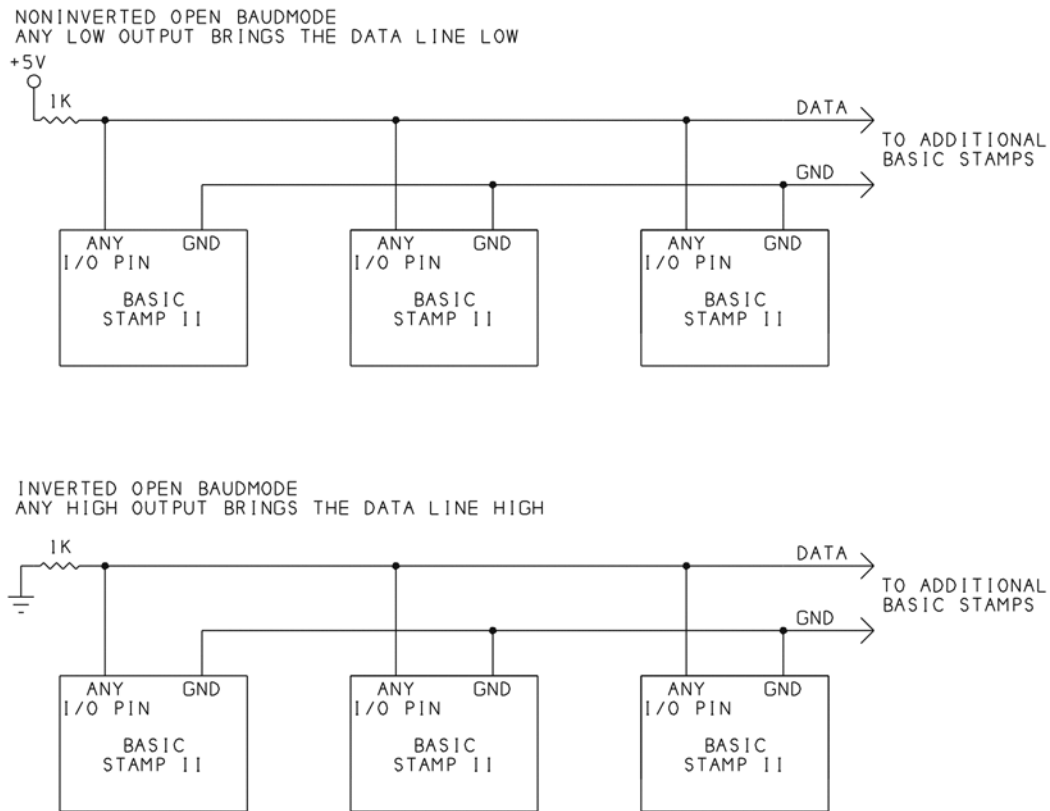 NONINVERTED OPEN BAUDMODE
ANY LOW OUTPUT BRINGS THE DATA LINE LOW
+5V
1K
DATA
TO ADDITIONAL
BASIC STAMPS
GND
ANY
I/O PIN
GND
BASIC
STAMP II
ANY
I/O PIN
GND
BASIC
STAMP II
ANY
I/O PIN
GND
BASIC
STAMP II
INVERTED OPEN BAUDMODE
ANY HIGH OUTPUT BRINGS THE DATA LINE HIGH
1K
DATA
TO ADDITIONAL
BASIC STAMPS
GND
ANY
I/O PIN
GND
BASIC
STAMP II
ANY
I/O PIN
GND
BASIC
STAMP II
ANY
I/O PIN
GND
BASIC
STAMP II